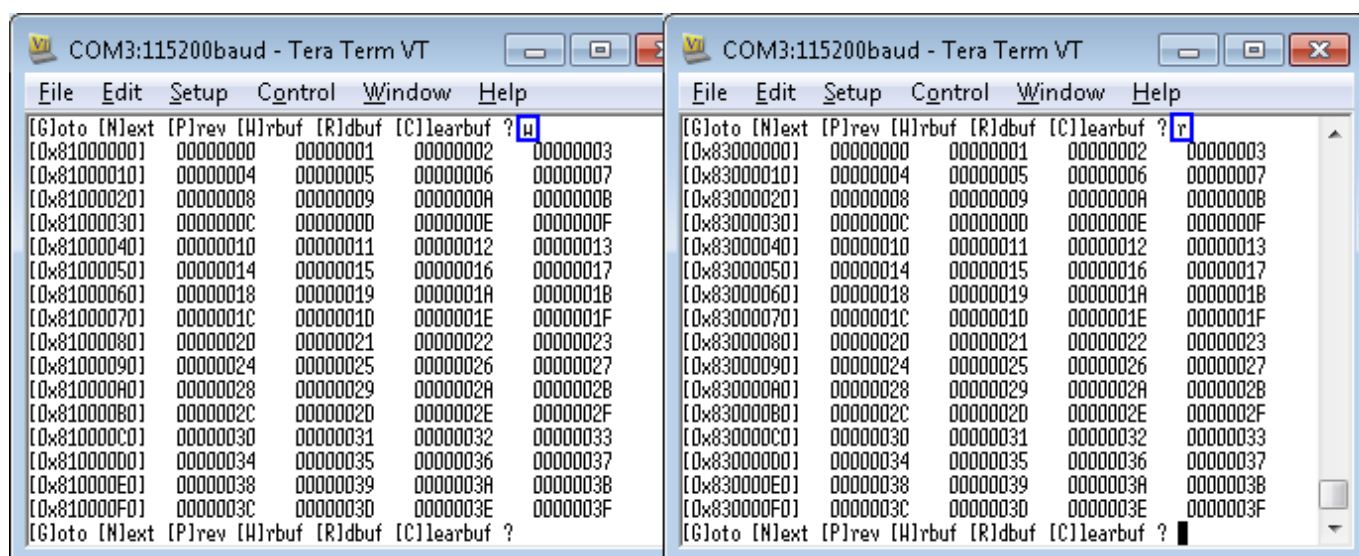 COM3:115200baud - Tera Term VT
File Edit Setup Control Window Help
[G]oto [N]ext [P]rev [W]rbuf [R]dbuf [C]learbuf ? w
[0x81000000] 00000000 00000001 00000002 00000003
[0x81000010] 00000004 00000005 00000006 00000007
[0x81000020] 00000008 00000009 0000000A 0000000B
[0x81000030] 0000000C 0000000D 0000000E 0000000F
[0x81000040] 00000010 00000011 00000012 00000013
[0x81000050] 00000014 00000015 00000016 00000017
[0x81000060] 00000018 00000019 0000001A 0000001B
[0x81000070] 0000001C 0000001D 0000001E 0000001F
[0x81000080] 00000020 00000021 00000022 00000023
[0x81000090] 00000024 00000025 00000026 00000027
[0x810000A0] 00000028 00000029 0000002A 0000002B
[0x810000B0] 0000002C 0000002D 0000002E 0000002F
[0x810000C0] 00000030 00000031 00000032 00000033
[0x810000D0] 00000034 00000035 00000036 00000037
[0x810000E0] 00000038 00000039 0000003A 0000003B
[0x810000F0] 0000003C 0000003D 0000003E 0000003F
[G]oto [N]ext [P]rev [W]rbuf [R]dbuf [C]learbuf ?
COM3:115200baud - Tera Term VT
File Edit Setup Control Window Help
[G]oto [N]ext [P]rev [W]rbuf [R]dbuf [C]learbuf ? r
[0x83000000] 00000000 00000001 00000002 00000003
[0x83000010] 00000004 00000005 00000006 00000007
[0x83000020] 00000008 00000009 0000000A 0000000B
[0x83000030] 0000000C 0000000D 0000000E 0000000F
[0x83000040] 00000010 00000011 00000012 00000013
[0x83000050] 00000014 00000015 00000016 00000017
[0x83000060] 00000018 00000019 0000001A 0000001B
[0x83000070] 0000001C 0000001D 0000001E 0000001F
[0x83000080] 00000020 00000021 00000022 00000023
[0x83000090] 00000024 00000025 00000026 00000027
[0x830000A0] 00000028 00000029 0000002A 0000002B
[0x830000B0] 0000002C 0000002D 0000002E 0000002F
[0x830000C0] 00000030 00000031 00000032 00000033
[0x830000D0] 00000034 00000035 00000036 00000037
[0x830000E0] 00000038 00000039 0000003A 0000003B
[0x830000F0] 0000003C 0000003D 0000003E 0000003F
[G]oto [N]ext [P]rev [W]rbuf [R]dbuf [C]learbuf ?